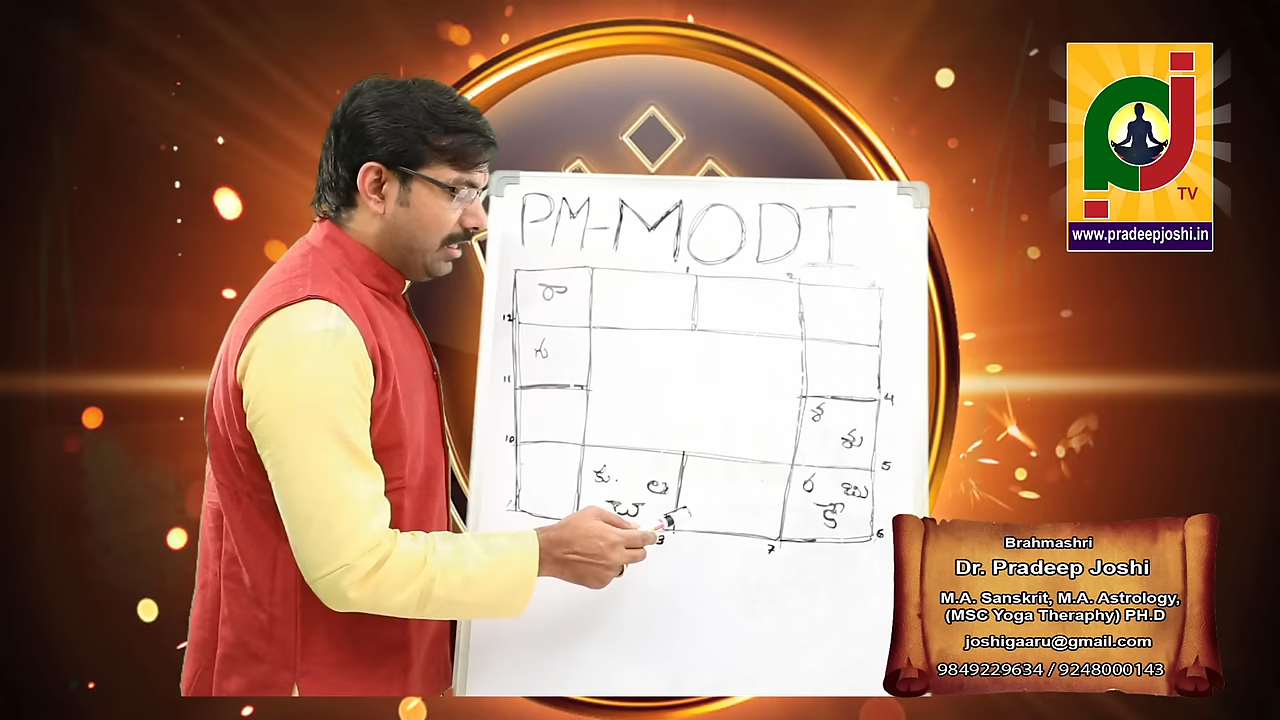 PJ TV
www.pradeepjoshi.in
PM-MODI
1 2
రా
12
గు
11
4
శ
శు
10
5
కు. ల
ర బు
కే
6
7
Brahmashri
Dr. Pradeep Joshi
M.A. Sanskrit, M.A. Astrology,
(MSC Yoga Theraphy) PH.D
joshigaaru@gmail.com
9849229634 / 9248000143